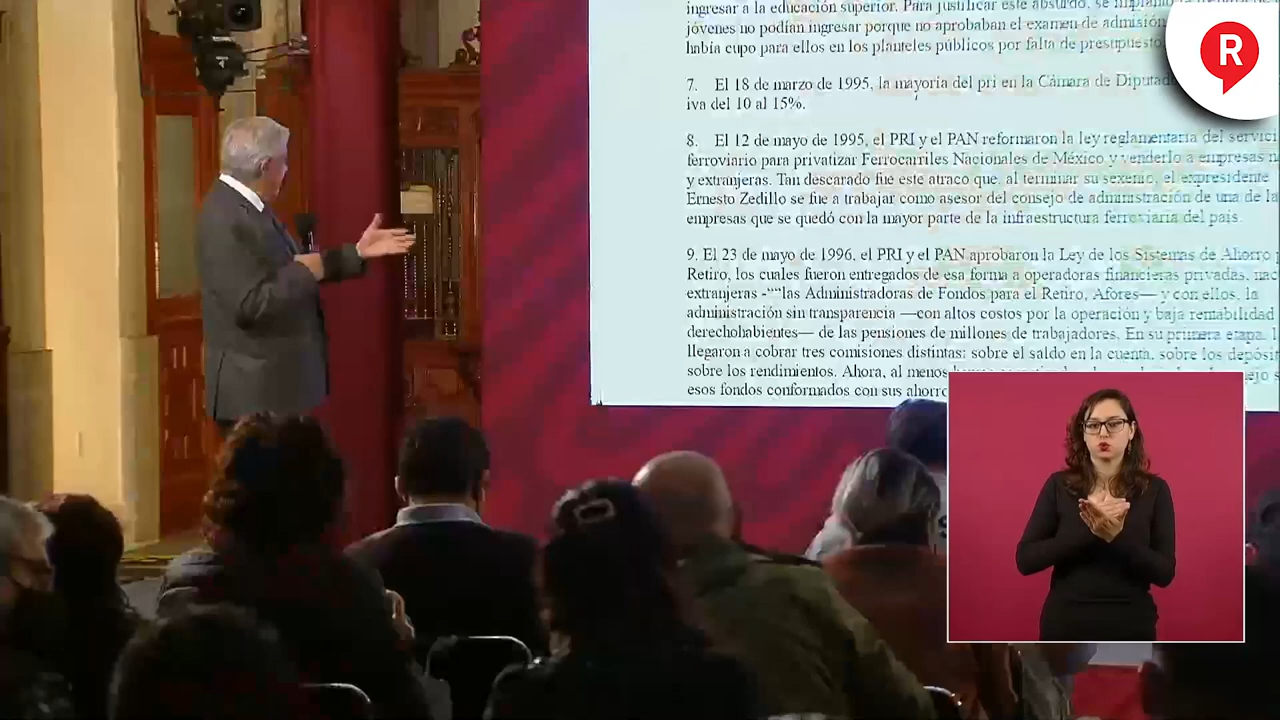 ingresar a la educación superior. Para justificar este absurdo, se implantó la
jóvenes no podían ingresar porque no aprobaban el examen de admisión
había cupo para ellos en los planteles públicos por falta de presupuesto
7. El 18 de marzo de 1995, la mayoría del pri en la Cámara de Diputad
iva del 10 al 15%.
8. El 12 de mayo de 1995, el PRI y el PAN reformaron la ley reglamentaria del servici
ferroviario para privatizar Ferrocarriles Nacionales de México y venderlo a empresas n
y extranjeras. Tan descarado fue este atraco que, al terminar su sexenio, el expresidente
Ernesto Zedillo se fue a trabajar como asesor del consejo de administración de una de la
empresas que se quedó con la mayor parte de la infraestructura ferroviaria del país.
9. El 23 de mayo de 1996, el PRI y el PAN aprobaron la Ley de los Sistemas de Ahorro p
Retiro, los cuales fueron entregados de esa forma a operadoras financieras privadas, nac
extranjeras -““las Administradoras de Fondos para el Retiro, Afores— y con ellos, la
administración sin transparencia —con altos costos por la operación y baja rentabilidad
derechohabientes— de las pensiones de millones de trabajadores. En su primera etapa, l
llegaron a cobrar tres comisiones distintas: sobre el saldo en la cuenta, sobre los depósit
sobre los rendimientos. Ahora, al menos
esos fondos conformados con sus ahorr
R